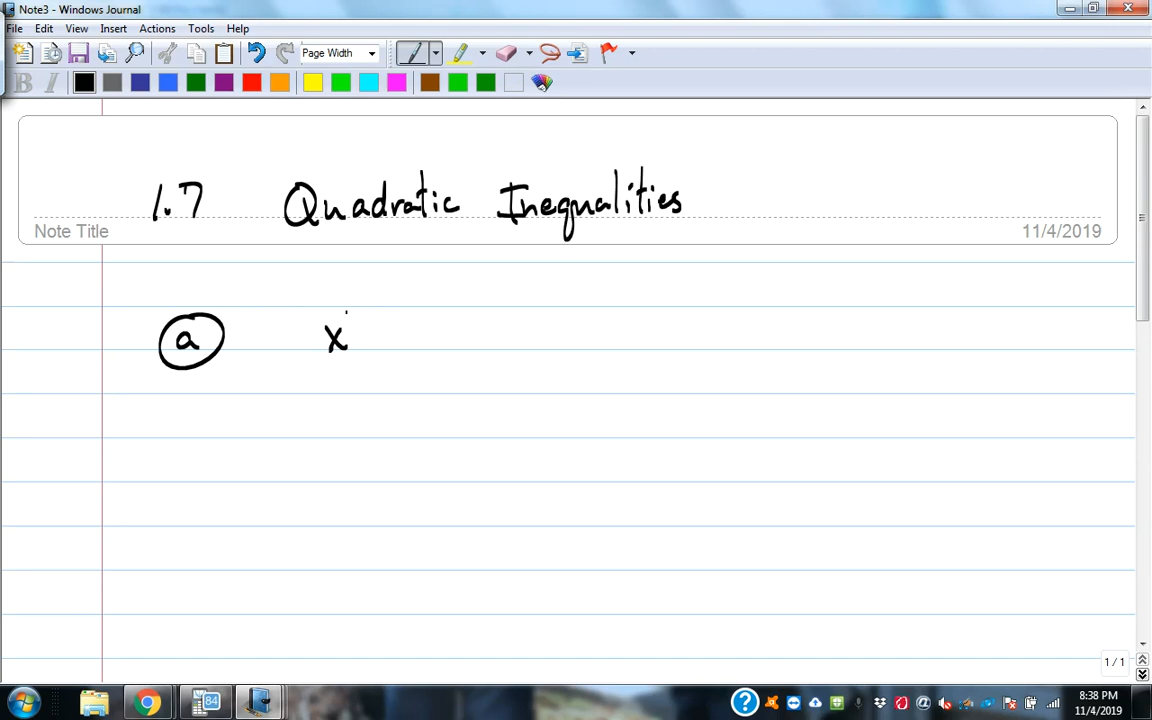 Note3 - Windows Journal
File Edit View Insert Actions Tools Help
Page Width
B I
1.7 Quadratic Inequalities
Note Title 11/4/2019
a x
1 / 1
84
8:38 PM
11/4/2019